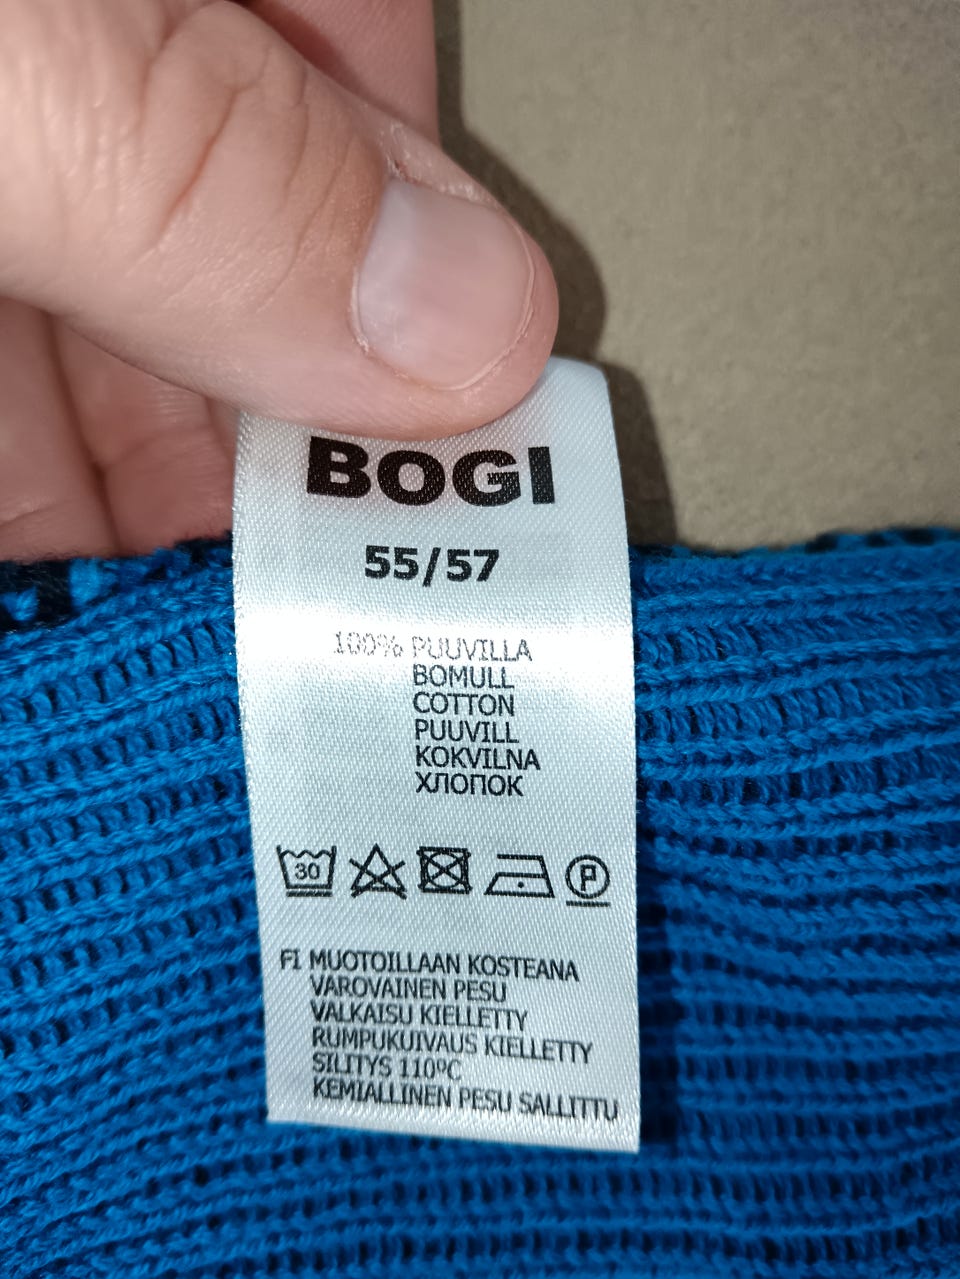 BOGI
55/57
100% PUUVILLA
BOMULL
COTTON
PUUVILL
KOKVILNA
ХЛОПОК
30 P
FI MUOTOILLAAN KOSTEANA
VAROVAINEN PESU
VALKAISU KIELLETTY
RUMPUKUIVAUS KIELLETTY
SILITYS 110ºC
KEMIALLINEN PESU SALLITTU